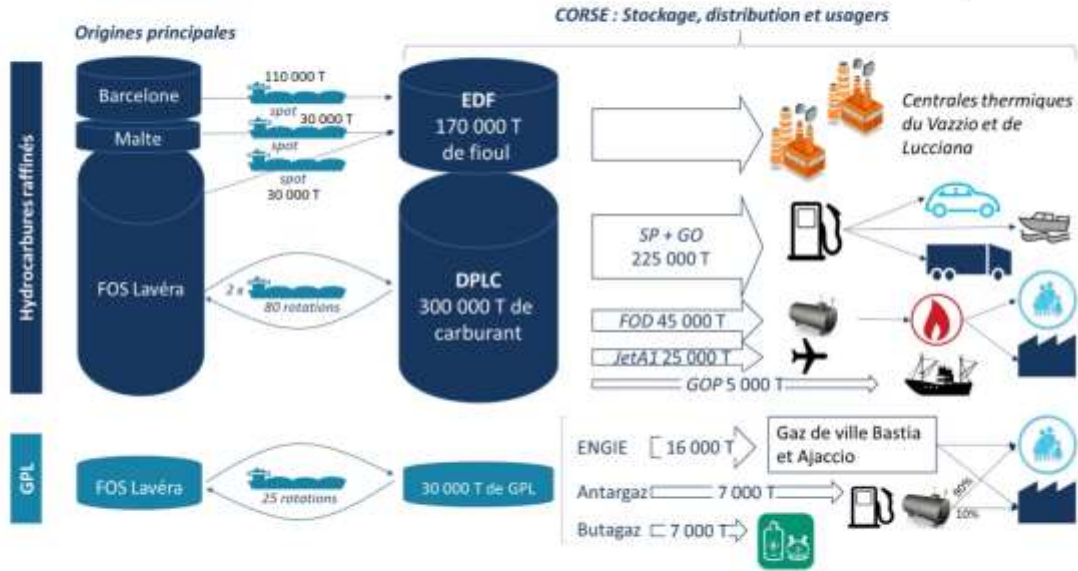 CORSE : Stockage, distribution et usagers
Origines principales
Hydrocarbures raffinés
Barcelone
110 000 T
spot
Malte
30 000 T
spot
spot
30 000 T
EDF
170 000 T
de fioul
Centrales thermiques
du Vazzio et de
Lucciana
FOS Lavéra
2 x
80 rotations
DPLC
300 000 T de
carburant
SP + GO
225 000 T
FOD 45 000 T
JetA1 25 000 T
GOP 5 000 T
GPL
FOS Lavéra
25 rotations
30 000 T de GPL
ENGIE
16 000 T
Gaz de ville Bastia
et Ajaccio
Antargaz
7 000 T
10%
Butagaz
7 000 T